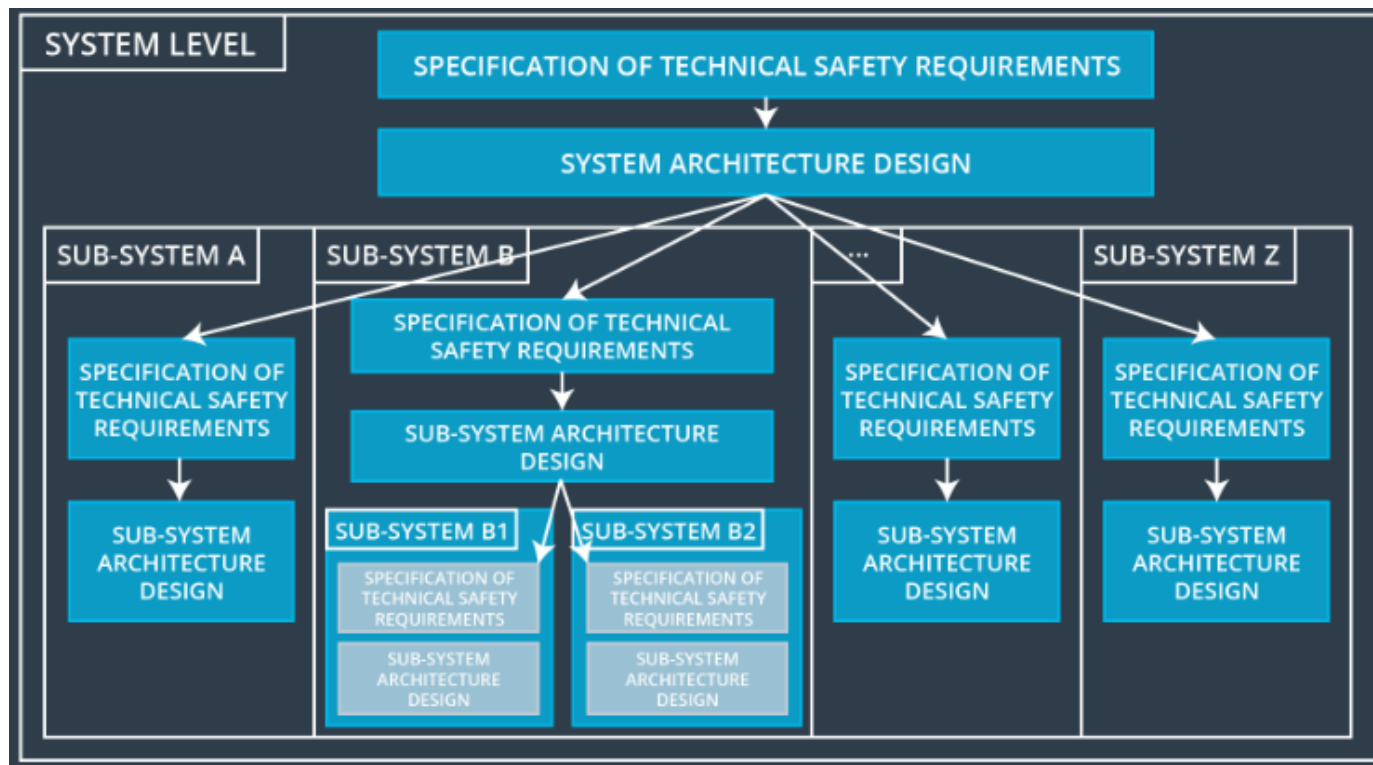 SYSTEM LEVEL
SPECIFICATION OF TECHNICAL SAFETY REQUIREMENTS
SYSTEM ARCHITECTURE DESIGN
SUB-SYSTEM A
SPECIFICATION OF
TECHNICAL SAFETY
REQUIREMENTS
SUB-SYSTEM
ARCHITECTURE
DESIGN
SUB-SYSTEM B
SPECIFICATION OF TECHNICAL
SAFETY REQUIREMENTS
SUB-SYSTEM ARCHITECTURE
DESIGN
SUB-SYSTEM B1
SPECIFICATION OF
TECHNICAL SAFETY
REQUIREMENTS
SUB-SYSTEM
ARCHITECTURE
DESIGN
SUB-SYSTEM B2
SPECIFICATION OF
TECHNICAL SAFETY
REQUIREMENTS
SUB-SYSTEM
ARCHITECTURE
DESIGN
...
SPECIFICATION OF
TECHNICAL SAFETY
REQUIREMENTS
SUB-SYSTEM
ARCHITECTURE
DESIGN
SUB-SYSTEM Z
SPECIFICATION OF
TECHNICAL SAFETY
REQUIREMENTS
SUB-SYSTEM
ARCHITECTURE
DESIGN